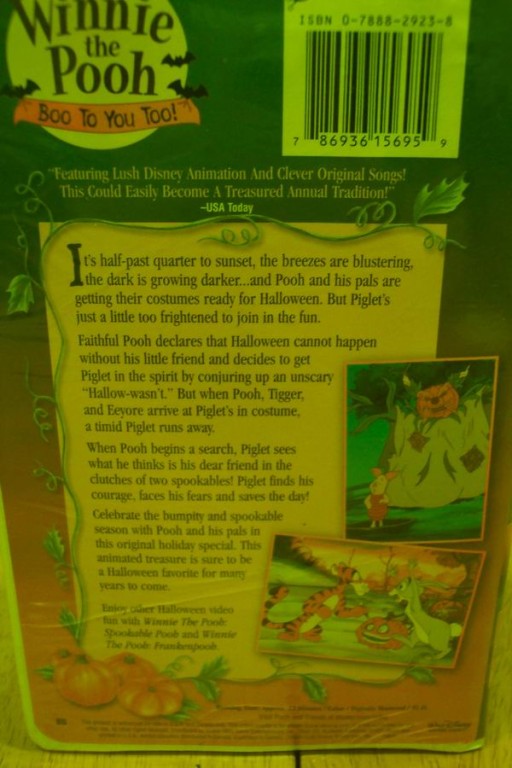 Winnie
the
Pooh
BOO TO YOU TOO!
ISBN 0-7888-2923-8
7 86936 15695 9
"Featuring Lush Disney Animation And Clever Original Songs!
This Could Easily Become A Treasured Annual Tradition!"
–USA Today
It's half-past quarter to sunset, the breezes are blustering,
the dark is growing darker...and Pooh and his pals are
getting their costumes ready for Halloween. But Piglet's
just a little too frightened to join in the fun.
Faithful Pooh declares that Halloween cannot happen
without his little friend and decides to get
Piglet in the spirit by conjuring up an unscary
"Hallow-wasn't." But when Pooh, Tigger,
and Eeyore arrive at Piglet's in costume,
a timid Piglet runs away.
When Pooh begins a search, Piglet sees
what he thinks is his dear friend in the
clutches of two spookables! Piglet finds his
courage, faces his fears and saves the day!
Celebrate the bumpity and spookable
season with Pooh and his pals in
this original holiday special. This
animated treasure is sure to be
a Halloween favorite for many
years to come.
Enjoy other Halloween video
fun with Winnie The Pooh:
Spookable Pooh and Winnie
The Pooh: Frankenpooh.